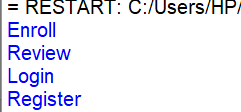 = RESTART: C:/Users/HP/
Enroll
Review
Login
Register